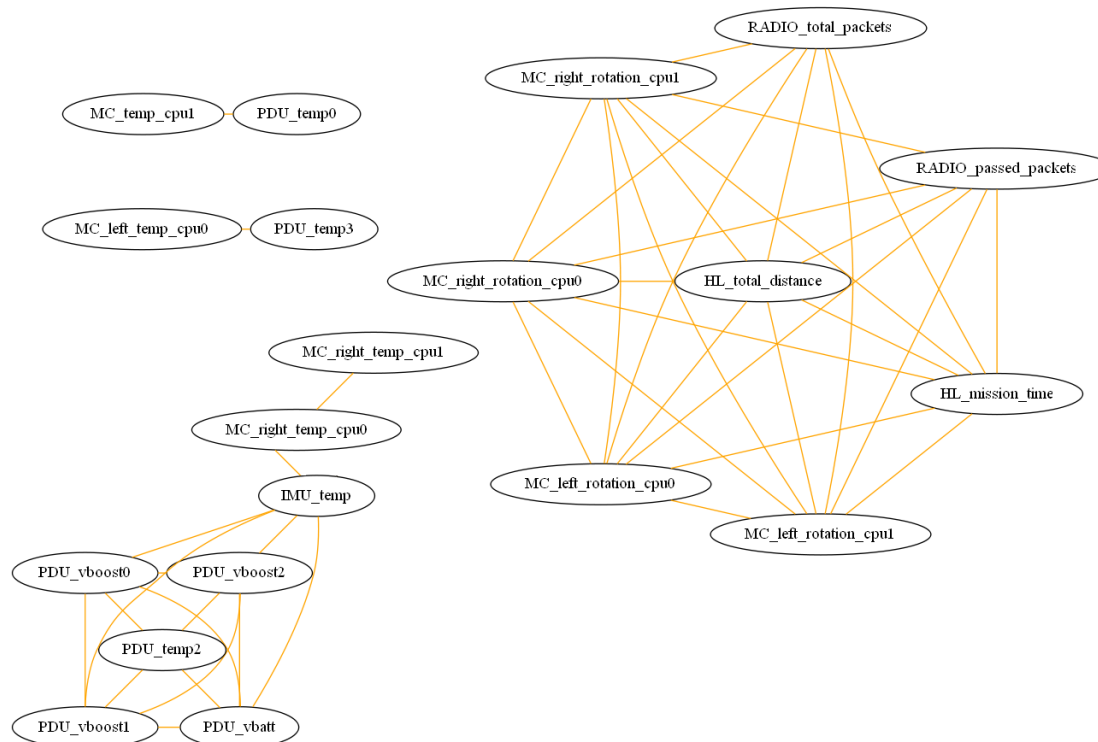 RADIO_total_packets
MC_right_rotation_cpu1
MC_temp_cpu1
PDU_temp0
RADIO_passed_packets
MC_left_temp_cpu0
PDU_temp3
MC_right_rotation_cpu0
HL_total_distance
MC_right_temp_cpu1
HL_mission_time
MC_right_temp_cpu0
MC_left_rotation_cpu0
IMU_temp
MC_left_rotation_cpu1
PDU_vboost0
PDU_vboost2
PDU_temp2
PDU_vboost1
PDU_vbatt